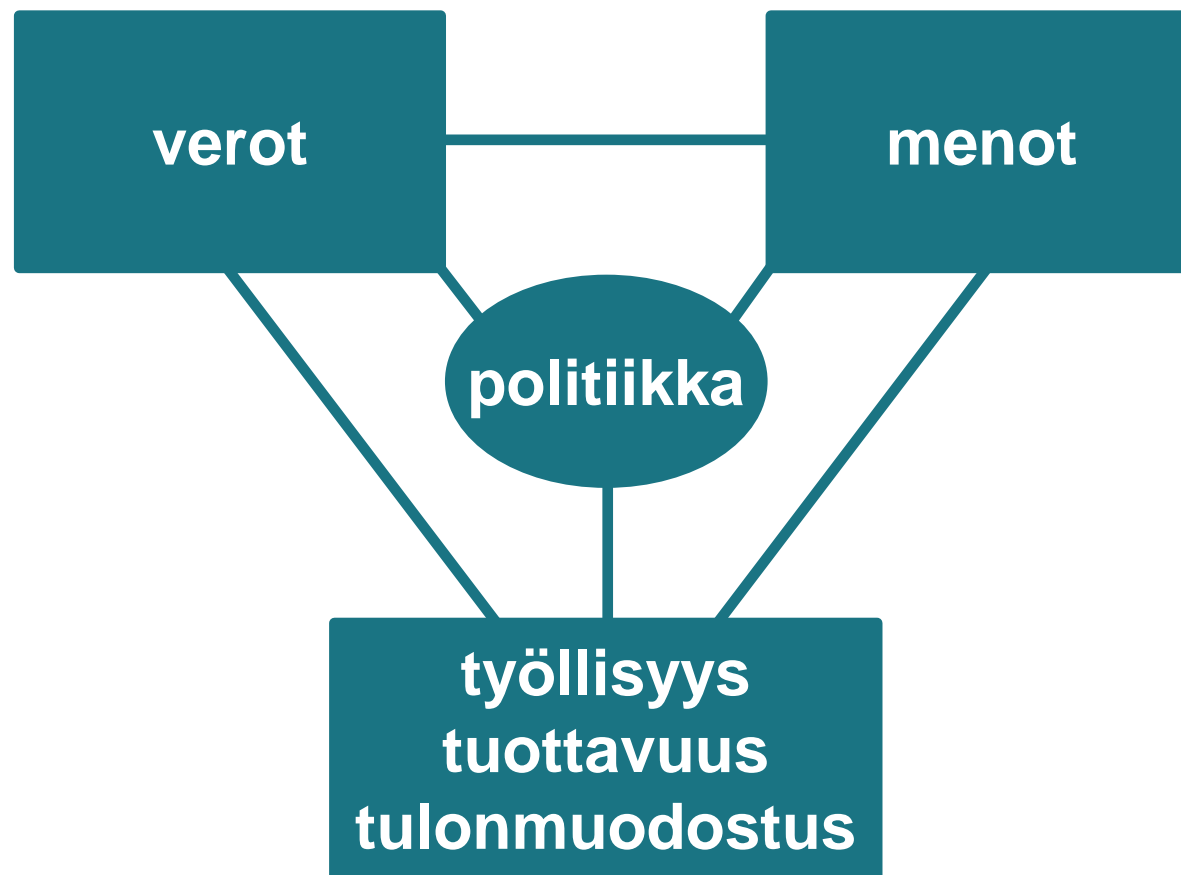 verot
menot
politiikka
työllisyys
tuottavuus
tulonmuodostus